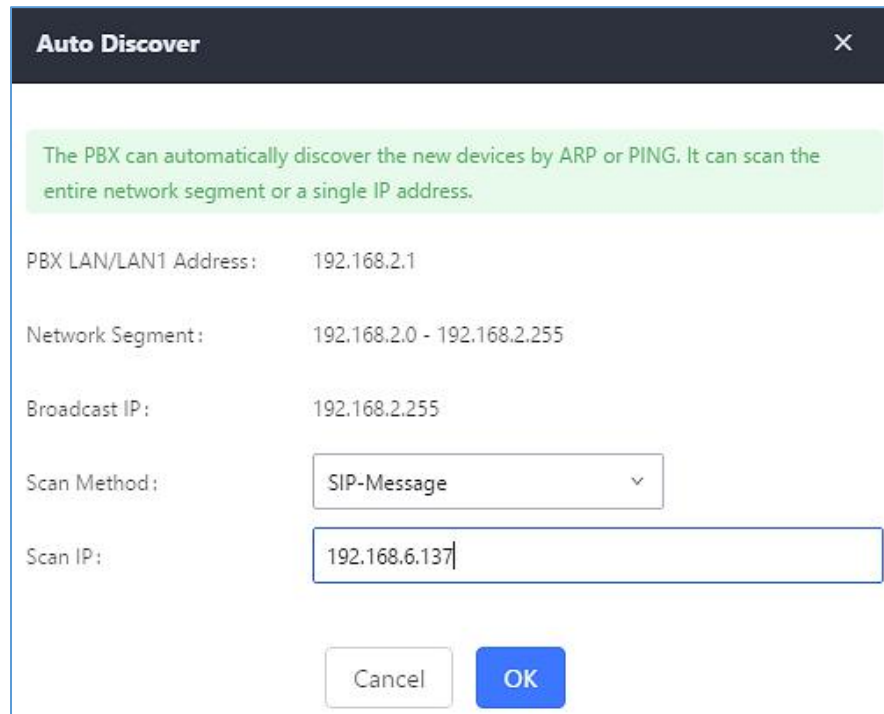 Auto Discover
The PBX can automatically discover the new devices by ARP or PING. It can scan the
entire network segment or a single IP address.
PBX LAN/LAN1 Address: 192.168.2.1
Network Segment: 192.168.2.0 - 192.168.2.255
Broadcast IP: 192.168.2.255
Scan Method: SIP-Message
Scan IP: 192.168.6.137
Cancel OK